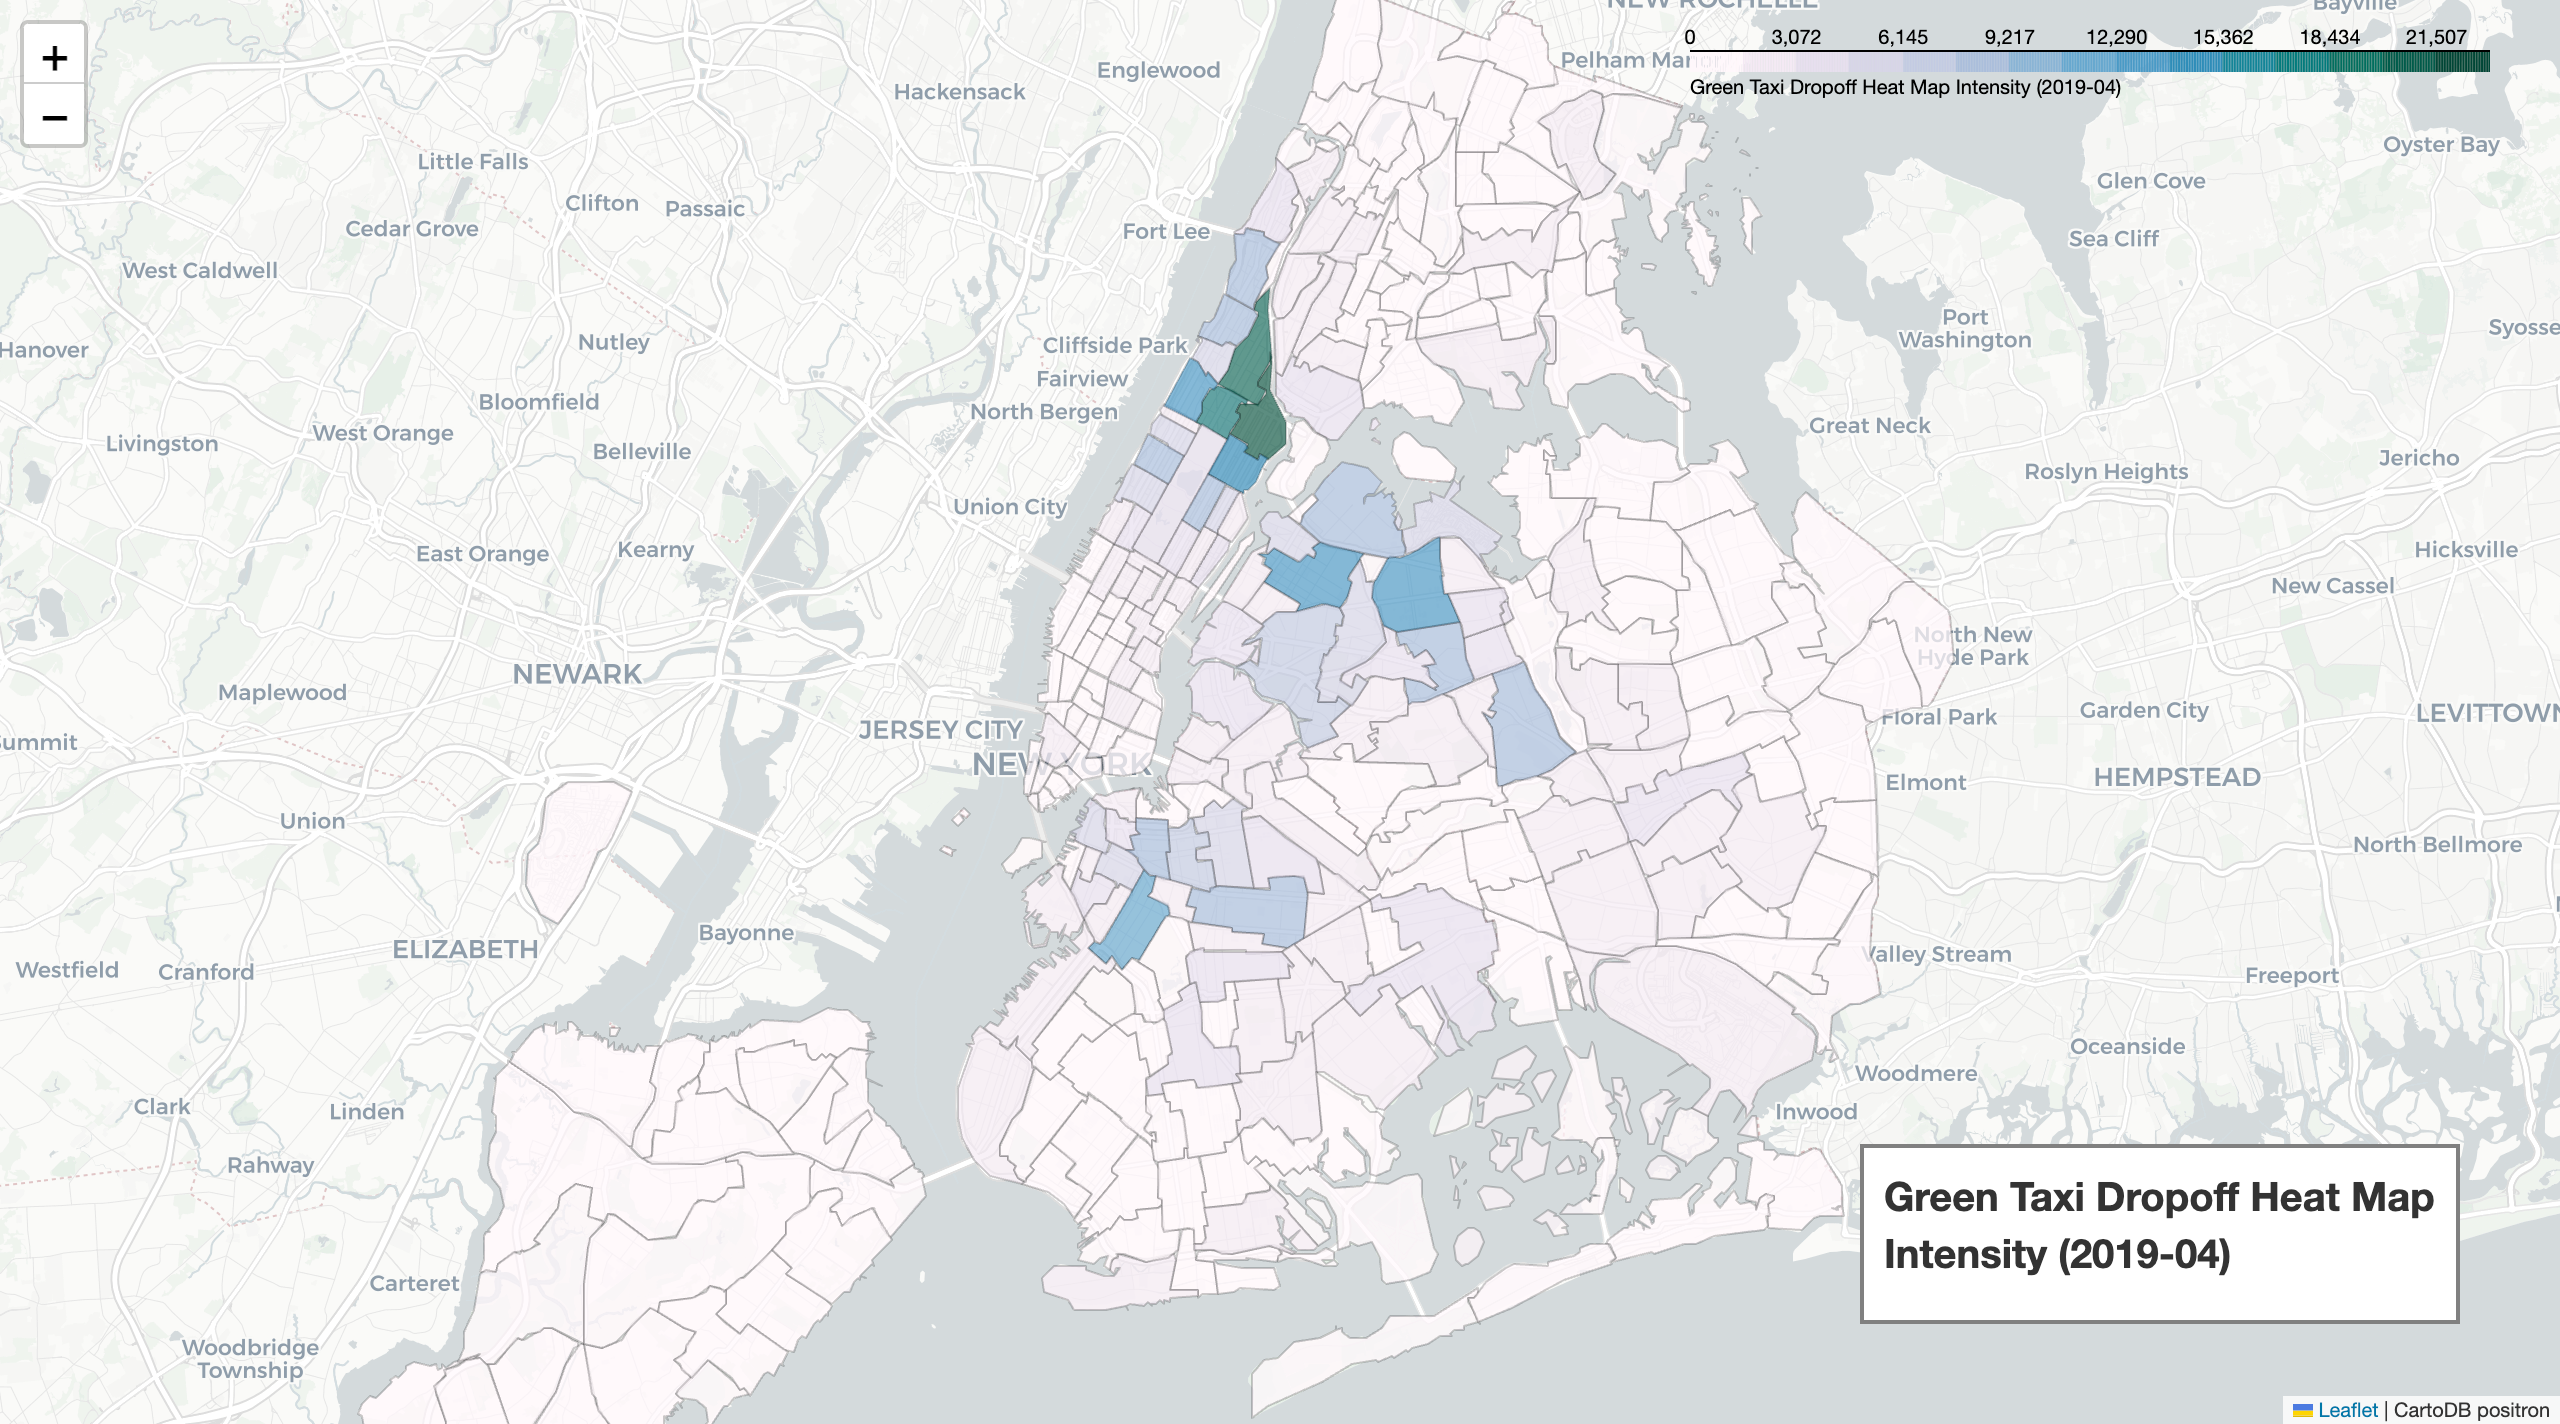 +
−
NEW ROCHELLE
Bayville
Pelham Manor
0 3,072 6,145 9,217 12,290 15,362 18,434 21,507
Green Taxi Dropoff Heat Map Intensity (2019-04)
Englewood
Hackensack
Oyster Bay
Little Falls
Glen Cove
Clifton
Passaic
Cedar Grove
Fort Lee
Sea Cliff
West Caldwell
Port
Washington
Syosse
Nutley
Cliffside Park
Hanover
Fairview
Bloomfield
North Bergen
Great Neck
West Orange
Livingston
Belleville
Jericho
Roslyn Heights
Union City
East Orange
Kearny
Hicksville
New Cassel
North New
Hyde Park
NEWARK
Maplewood
Floral Park
Garden City
LEVITTOWN
JERSEY CITY
Summit
NEW YORK
HEMPSTEAD
Elmont
Union
North Bellmore
Bayonne
ELIZABETH
Valley Stream
Westfield
Cranford
Freeport
Oceanside
Woodmere
Clark
Linden
Inwood
Rahway
Green Taxi Dropoff Heat Map
Intensity (2019-04)
Carteret
Woodbridge
Township
Leaflet | CartoDB positron